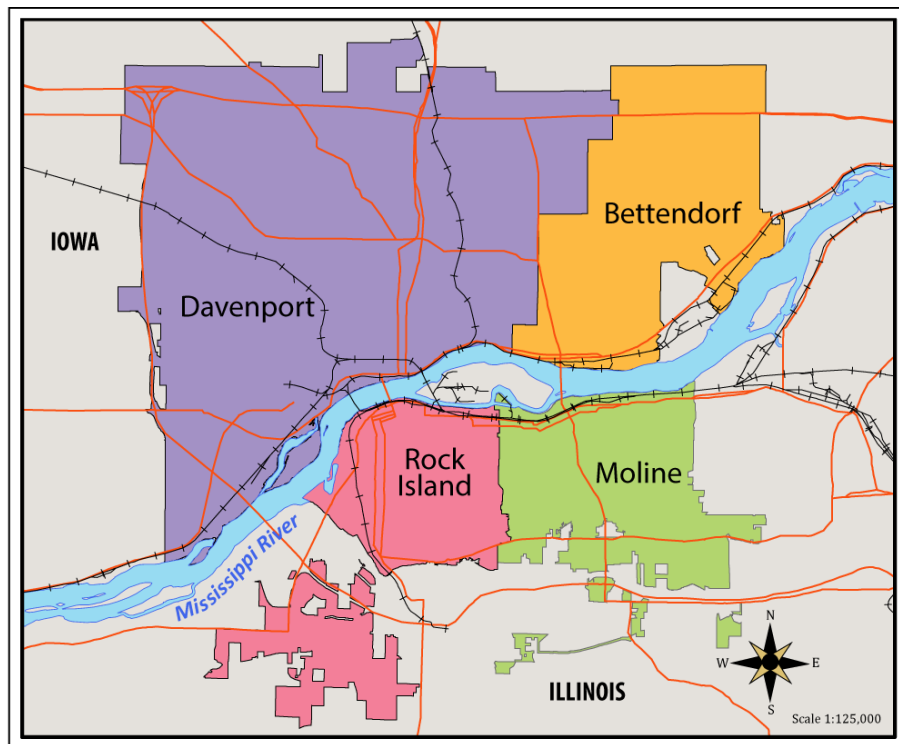 Bettendorf
IOWA
Davenport
Rock
Island
Moline
Mississippi River
ILLINOIS
N
W
E
S
Scale 1:125,000